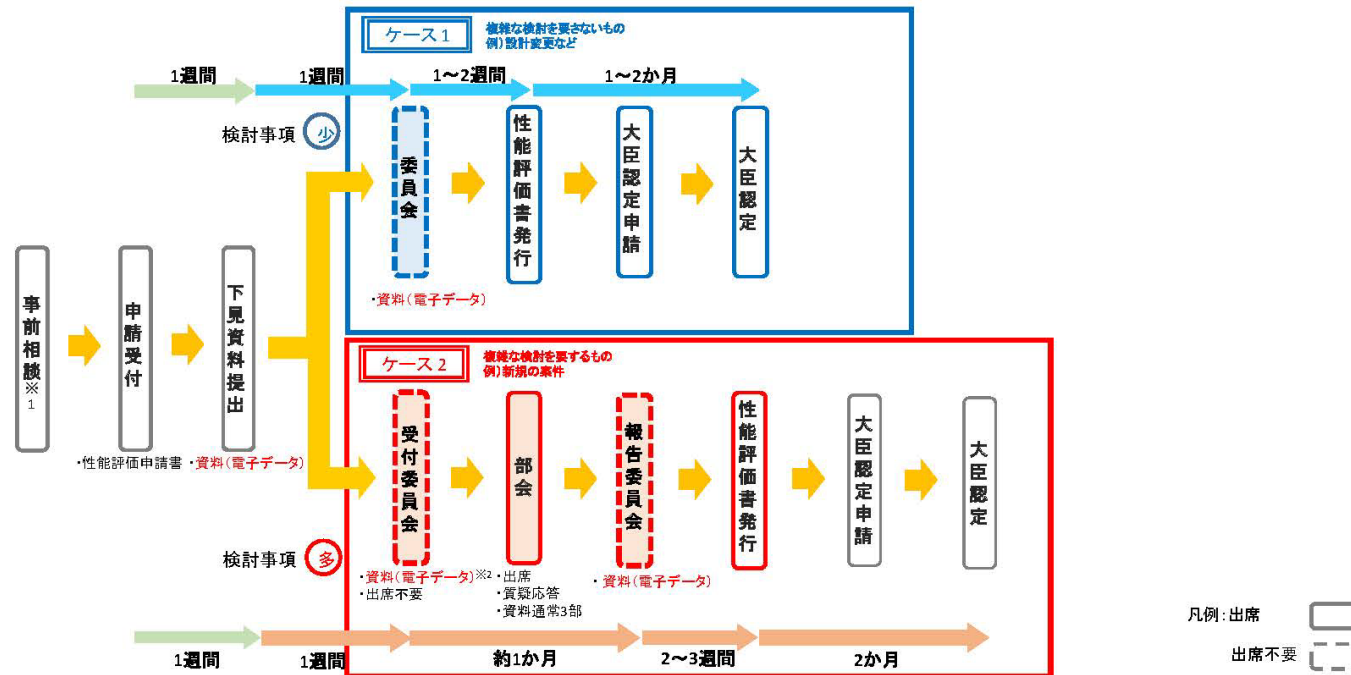 ケース1
複雑な検討を要さないもの
例)設計変更など
1週間
1週間
1～2週間
1～2か月
検討事項 少
委員会
性能評価書発行
大臣認定申請
大臣認定
・資料(電子データ)
事前相談※1
申請受付
下見資料提出
・性能評価申請書
・資料(電子データ)
ケース2
複雑な検討を要するもの
例)新規の案件
受付委員会
部会
報告委員会
性能評価書発行
大臣認定申請
大臣認定
検討事項 多
・資料(電子データ)※2
・出席不要
・出席
・質疑応答
・資料通常3部
・資料(電子データ)
1週間
1週間
約1か月
2～3週間
2か月
凡例：出席
出席不要